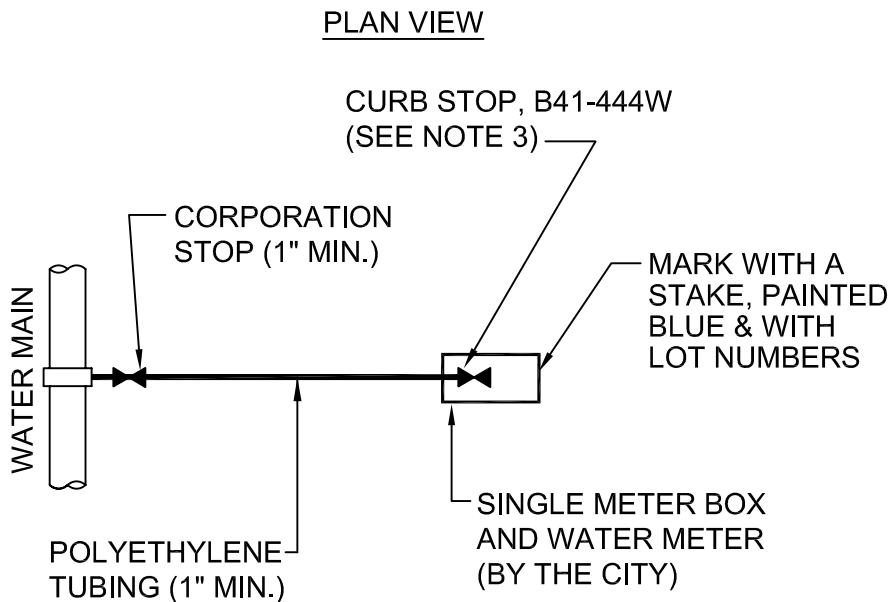 PLAN VIEW
CURB STOP, B41-444W
(SEE NOTE 3)
CORPORATION
STOP (1" MIN.)
MARK WITH A
STAKE, PAINTED
BLUE & WITH
LOT NUMBERS
WATER MAIN
SINGLE METER BOX
AND WATER METER
(BY THE CITY)
POLYETHYLENE
TUBING (1" MIN.)